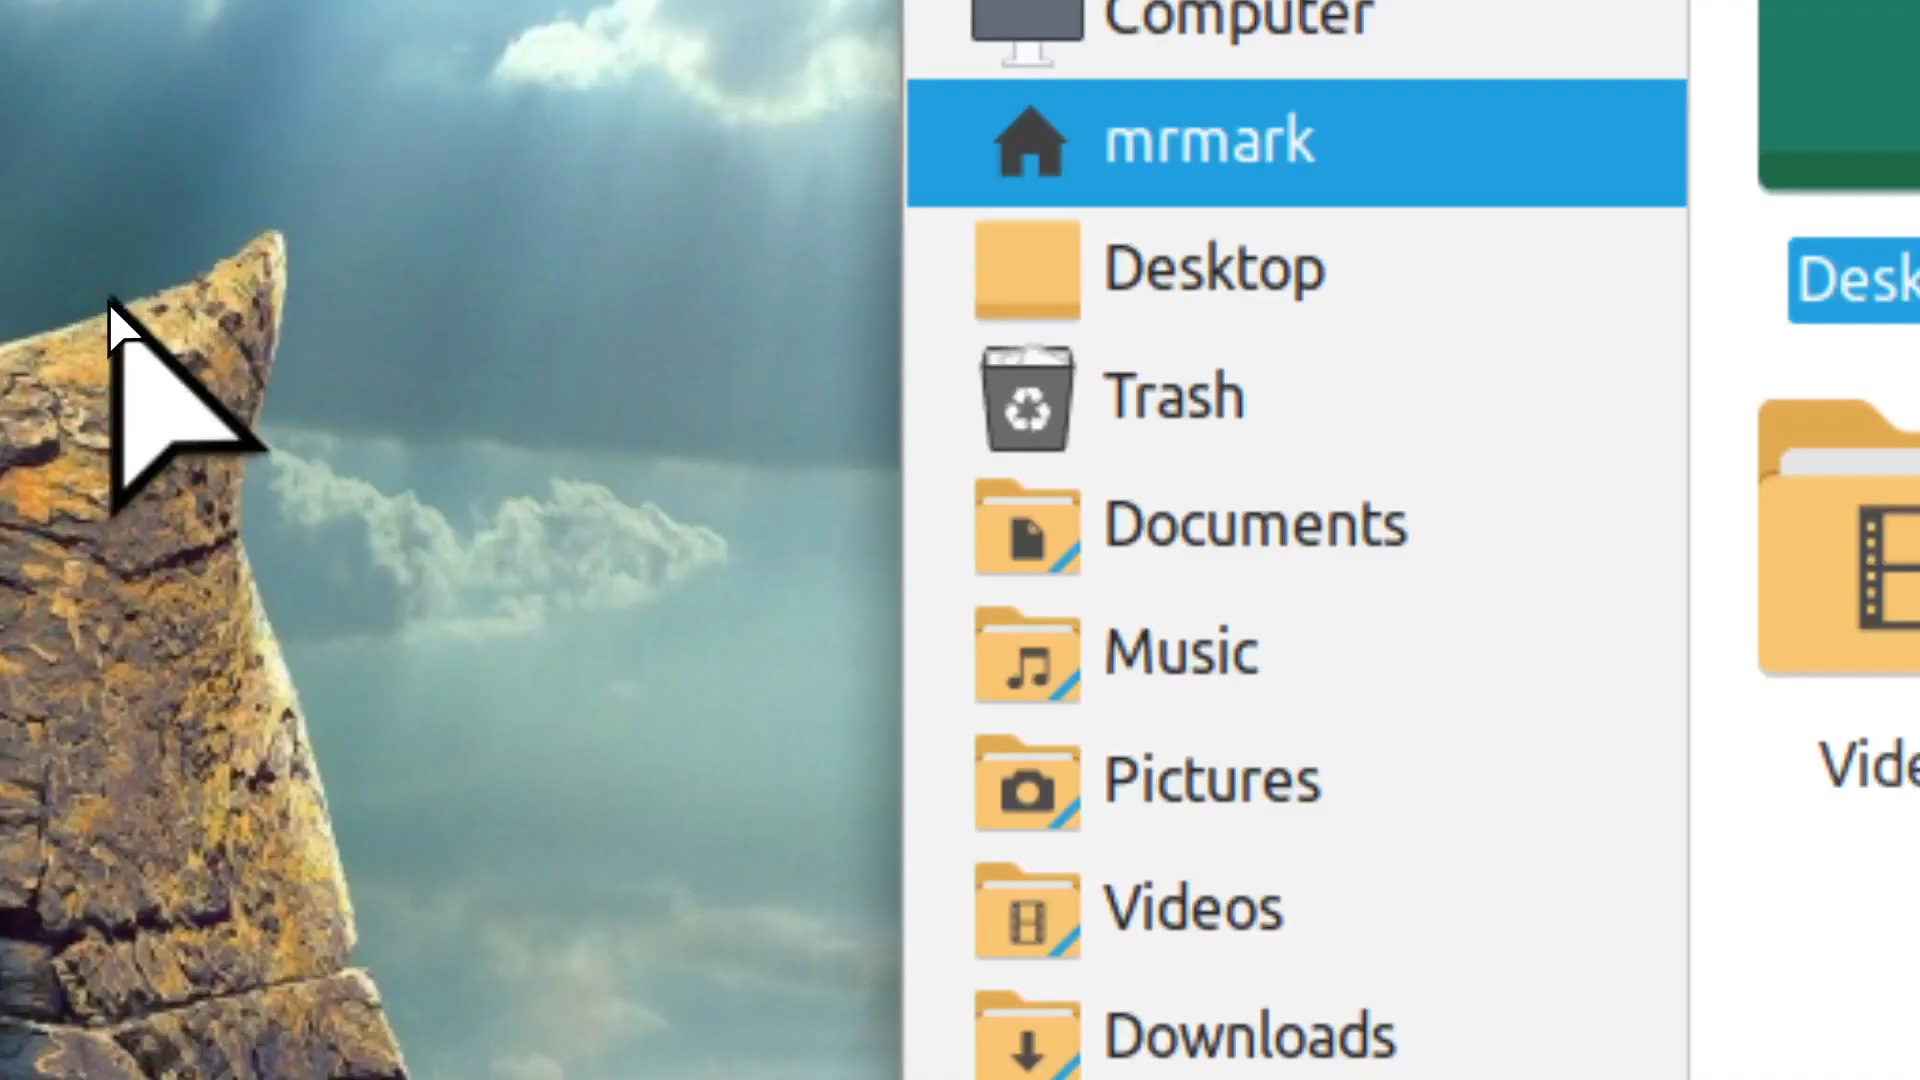 Computer
mrmark
Desktop
Trash
Documents
Music
Pictures
Videos
Downloads
Desk
Vide